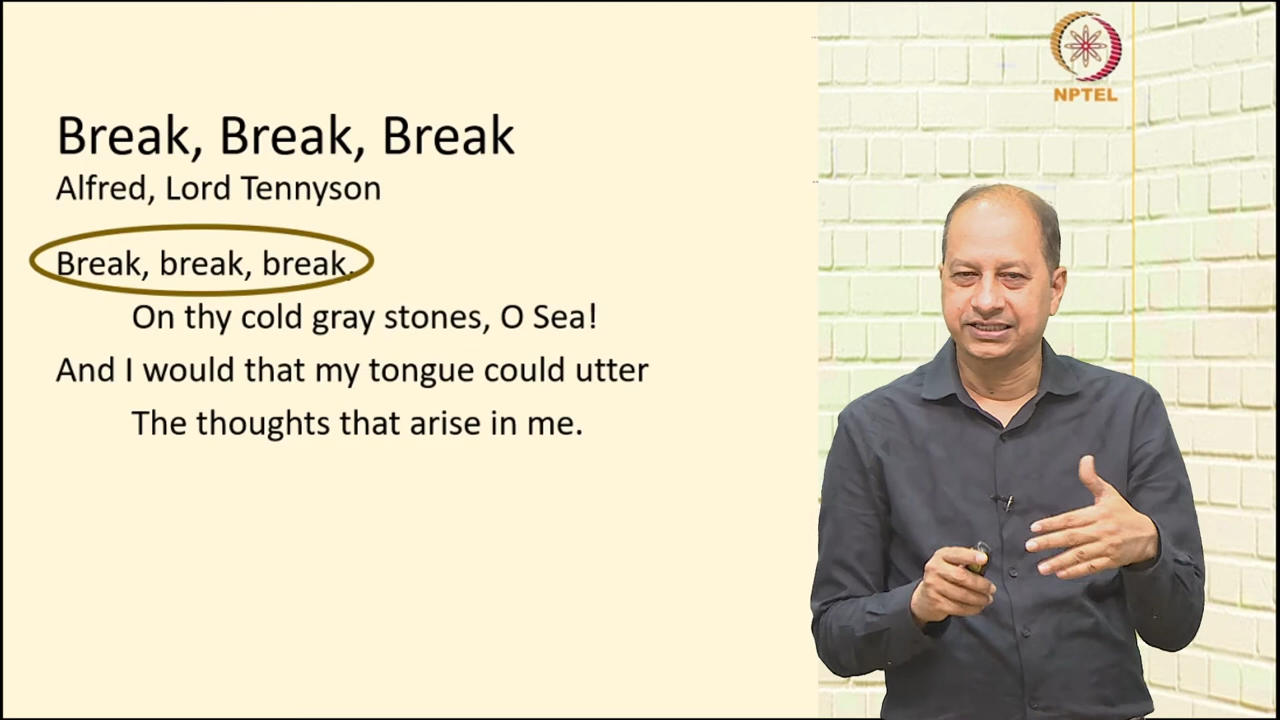 Break, Break, Break
Alfred, Lord Tennyson
Break, break, break,
On thy cold gray stones, O Sea!
And I would that my tongue could utter
The thoughts that arise in me.
NPTEL